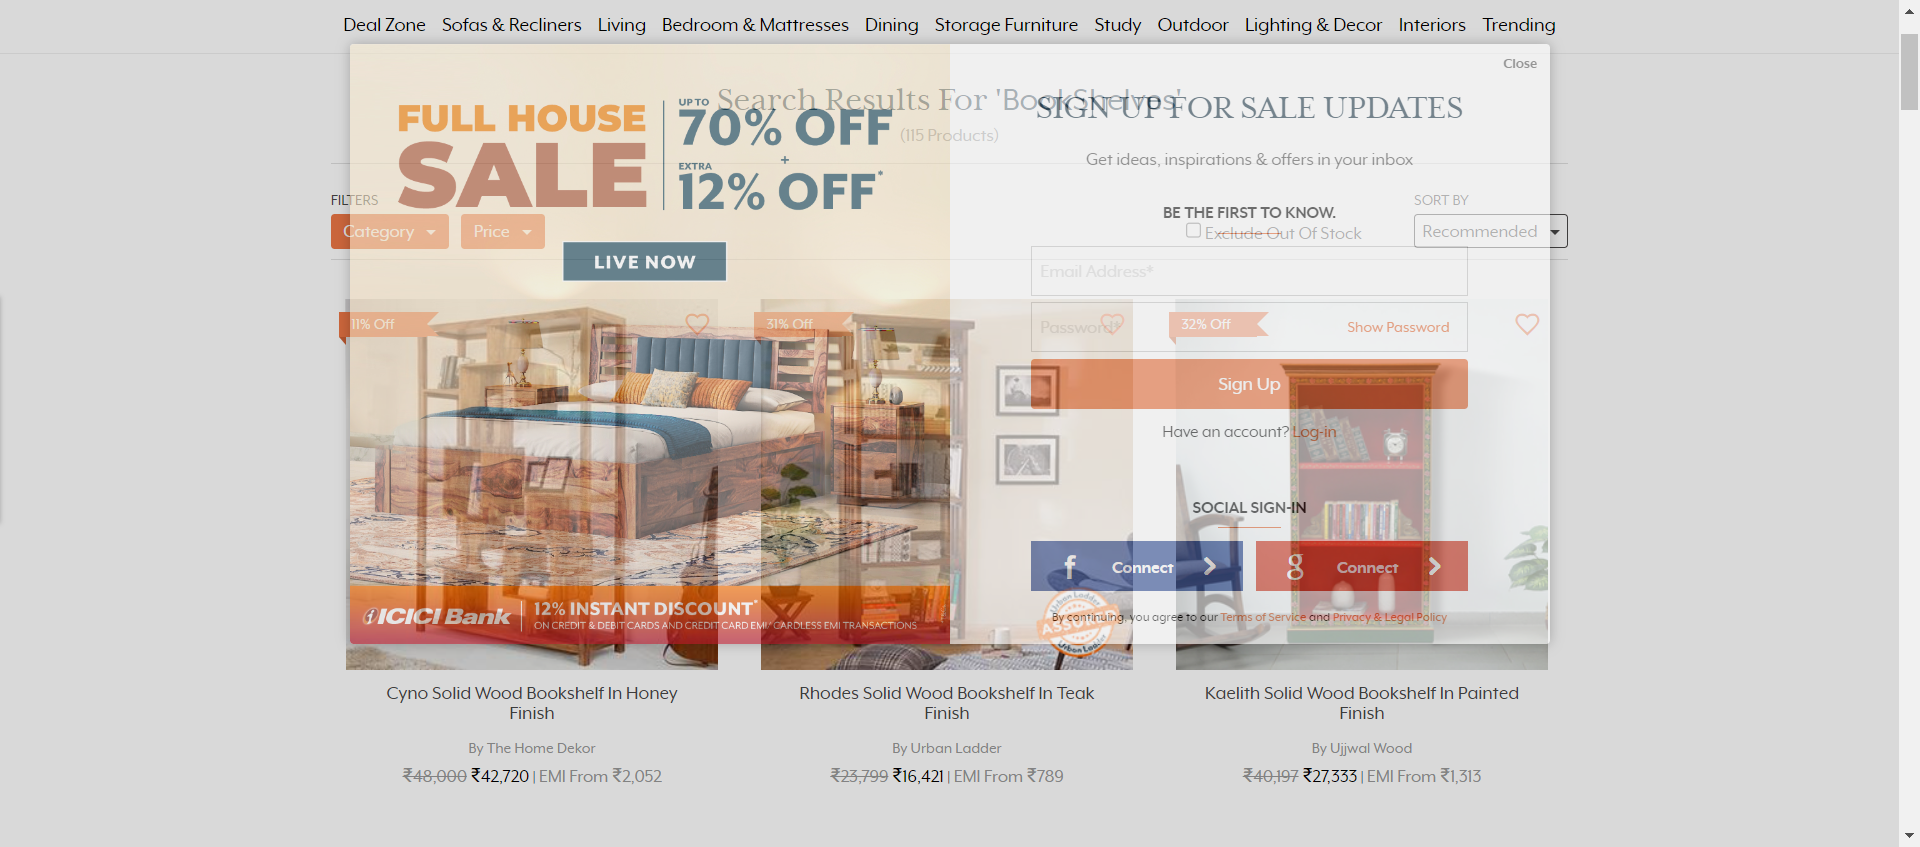 Deal Zone Sofas & Recliners Living Bedroom & Mattresses Dining Storage Furniture Study Outdoor Lighting & Decor Interiors Trending
Close
Search Results For 'BookShelves'
(115 Products)
FULL HOUSE
SALE
UPTO
70% OFF
+
EXTRA
12% OFF*
LIVE NOW
SIGN UP FOR SALE UPDATES
Get ideas, inspirations & offers in your inbox
BE THE FIRST TO KNOW.
FILTERS
Category
Price
Exclude Out Of Stock
SORT BY
Recommended
Email Address*
Password*
Show Password
Sign Up
Have an account? Log-in
SOCIAL SIGN-IN
f Connect
g Connect
By continuing, you agree to our Terms of Service and Privacy & Legal Policy
11% Off
31% Off
32% Off
ICICI Bank
12% INSTANT DISCOUNT*
ON CREDIT & DEBIT CARDS AND CREDIT CARD EMI/ CARDLESS EMI TRANSACTIONS
Urban Ladder
ASSURED
Urban Ladder
Cyno Solid Wood Bookshelf In Honey
Finish
By The Home Dekor
₹48,000 ₹42,720 | EMI From ₹2,052
Rhodes Solid Wood Bookshelf In Teak
Finish
By Urban Ladder
₹23,799 ₹16,421 | EMI From ₹789
Kaelith Solid Wood Bookshelf In Painted
Finish
By Ujjwal Wood
₹40,197 ₹27,333 | EMI From ₹1,313